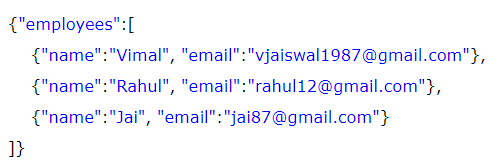 {"employees":[
{"name":"Vimal", "email":"vjaiswal1987@gmail.com"},
{"name":"Rahul", "email":"rahul12@gmail.com"},
{"name":"Jai", "email":"jai87@gmail.com"}
]}